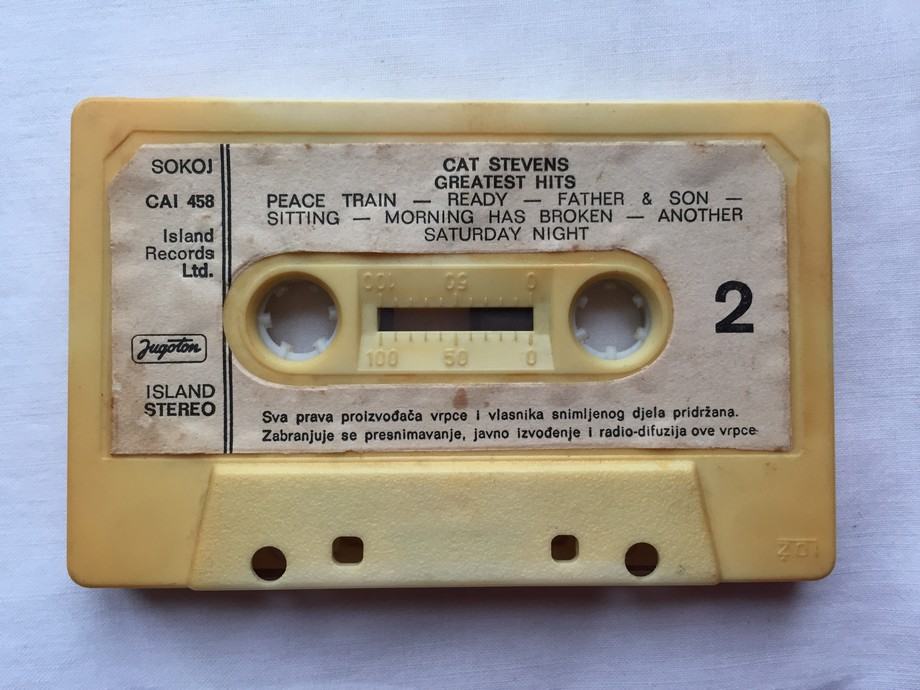 SOKOJ
CAI 458
Island
Records
Ltd.
Jugoton
ISLAND
STEREO
CAT STEVENS
GREATEST HITS
PEACE TRAIN — READY — FATHER & SON —
SITTING — MORNING HAS BROKEN — ANOTHER
SATURDAY NIGHT
2
100 50 0
100 50 0
Sva prava proizvođača vrpce i vlasnika snimljenog djela pridržana.
Zabranjuje se presnimavanje, javno izvođenje i radio-difuzija ove vrpce